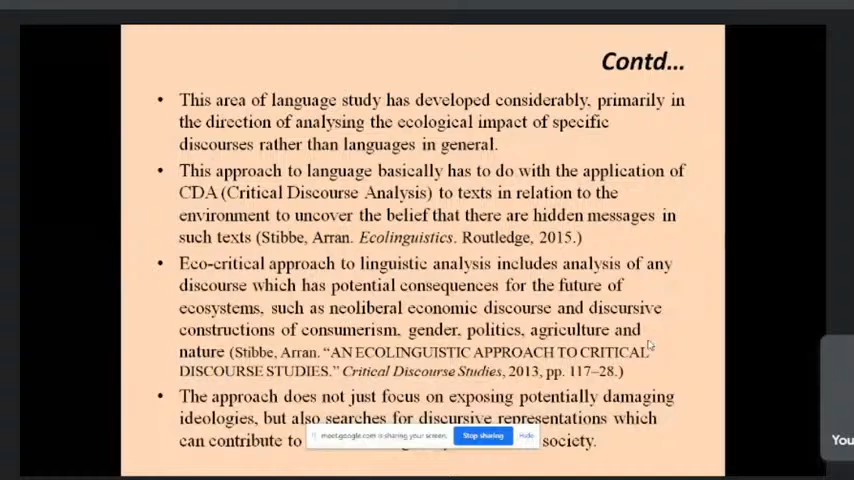 Contd...
• This area of language study has developed considerably, primarily in
the direction of analysing the ecological impact of specific
discourses rather than languages in general.
• This approach to language basically has to do with the application of
CDA (Critical Discourse Analysis) to texts in relation to the
environment to uncover the belief that there are hidden messages in
such texts (Stibbe, Arran. Ecolinguistics. Routledge, 2015.)
• Eco-critical approach to linguistic analysis includes analysis of any
discourse which has potential consequences for the future of
ecosystems, such as neoliberal economic discourse and discursive
constructions of consumerism, gender, politics, agriculture and
nature (Stibbe, Arran. “AN ECOLINGUISTIC APPROACH TO CRITICAL
DISCOURSE STUDIES.” Critical Discourse Studies, 2013, pp. 117–28.)
• The approach does not just focus on exposing potentially damaging
ideologies, but also searches for discursive representations which
can contribute to society.
meet.google.com is sharing your screen. Stop sharing Hide
You